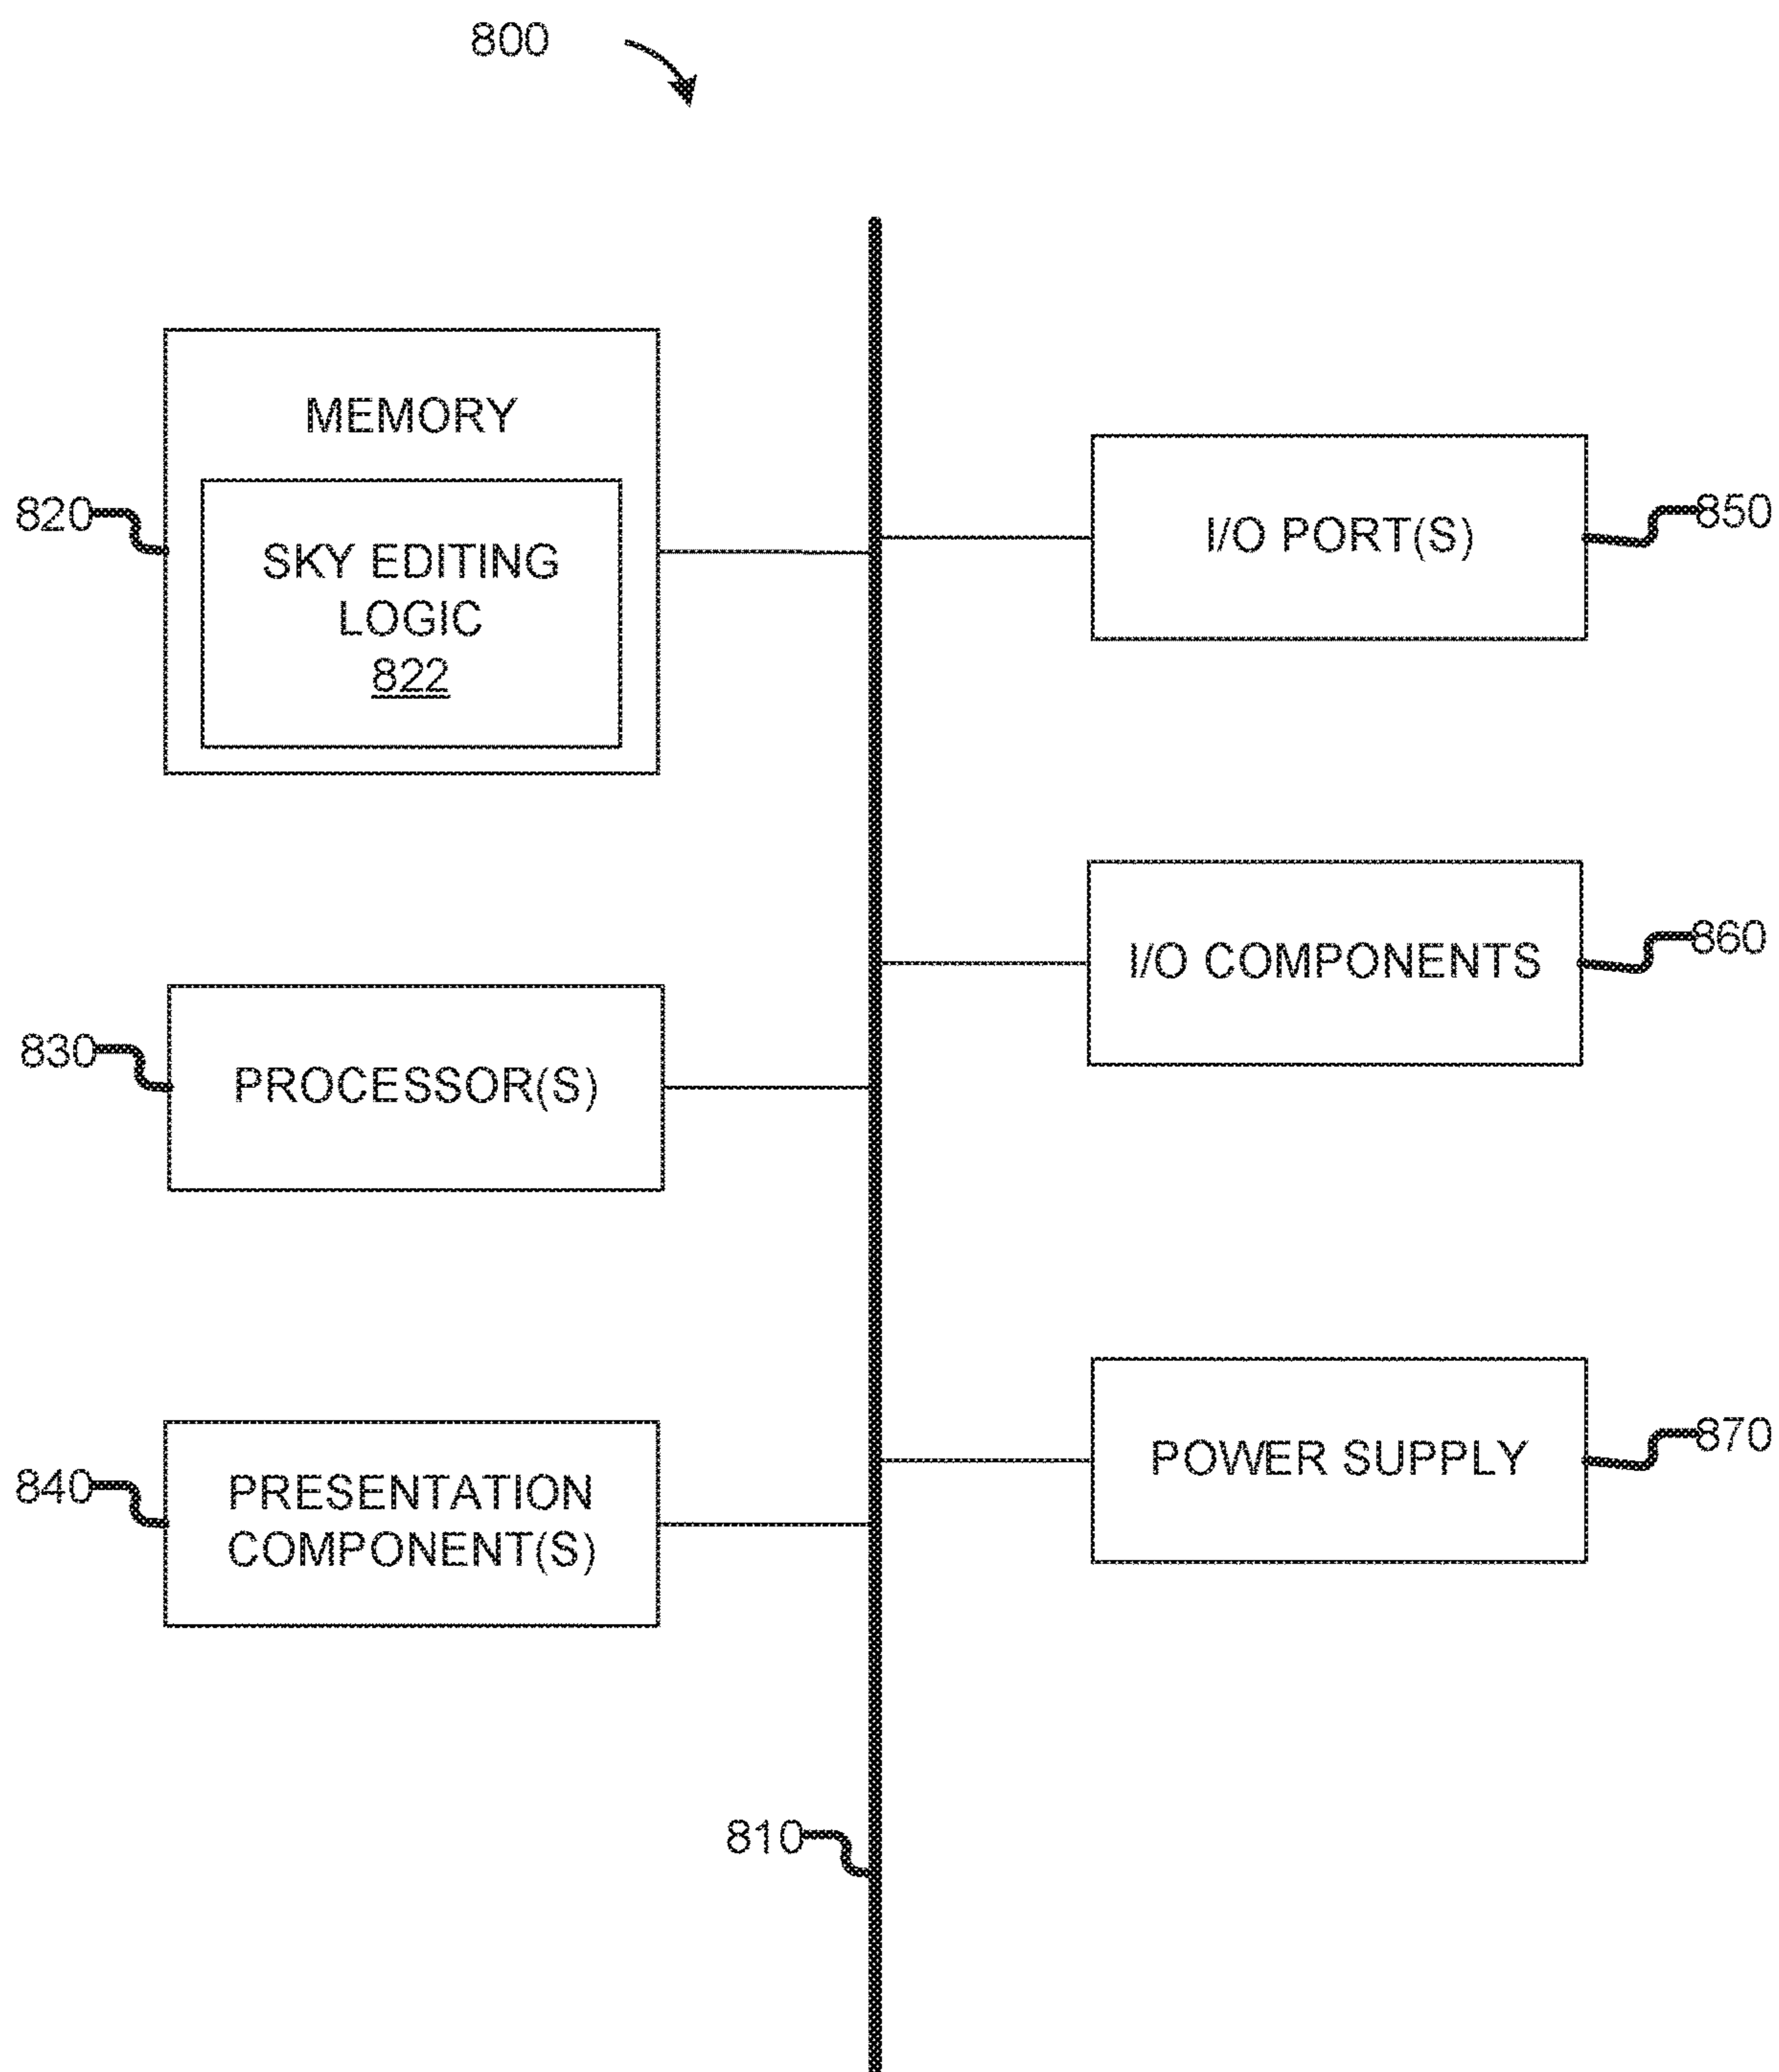 800
MEMORY
820
SKY EDITING
LOGIC
822
I/O PORT(S)
850
I/O COMPONENTS
860
830
PROCESSOR(S)
POWER SUPPLY
870
840
PRESENTATION
COMPONENT(S)
810